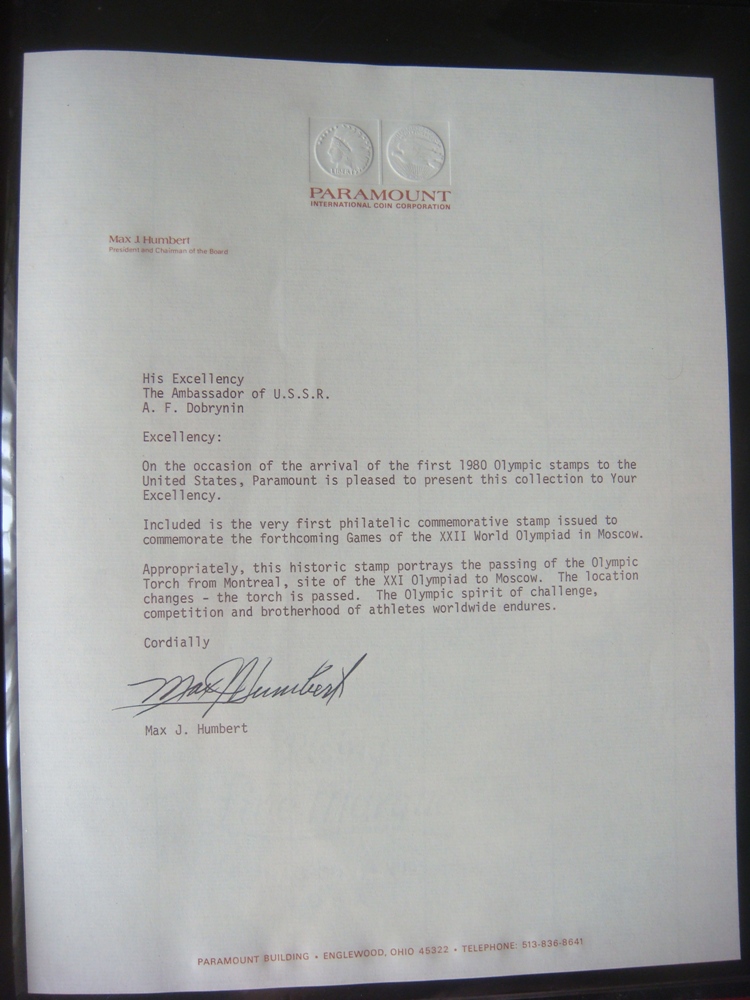 PARAMOUNT
INTERNATIONAL COIN CORPORATION
Max J. Humbert
President and Chairman of the Board
His Excellency
The Ambassador of U.S.S.R.
A. F. Dobrynin
Excellency:
On the occasion of the arrival of the first 1980 Olympic stamps to the
United States, Paramount is pleased to present this collection to Your
Excellency.
Included is the very first philatelic commemorative stamp issued to
commemorate the forthcoming Games of the XXII World Olympiad in Moscow.
Appropriately, this historic stamp portrays the passing of the Olympic
Torch from Montreal, site of the XXI Olympiad to Moscow.  The location
changes - the torch is passed.  The Olympic spirit of challenge,
competition and brotherhood of athletes worldwide endures.
Cordially
Max J Humbert
Max J. Humbert
PARAMOUNT BUILDING • ENGLEWOOD, OHIO 45322 • TELEPHONE: 513-836-8641